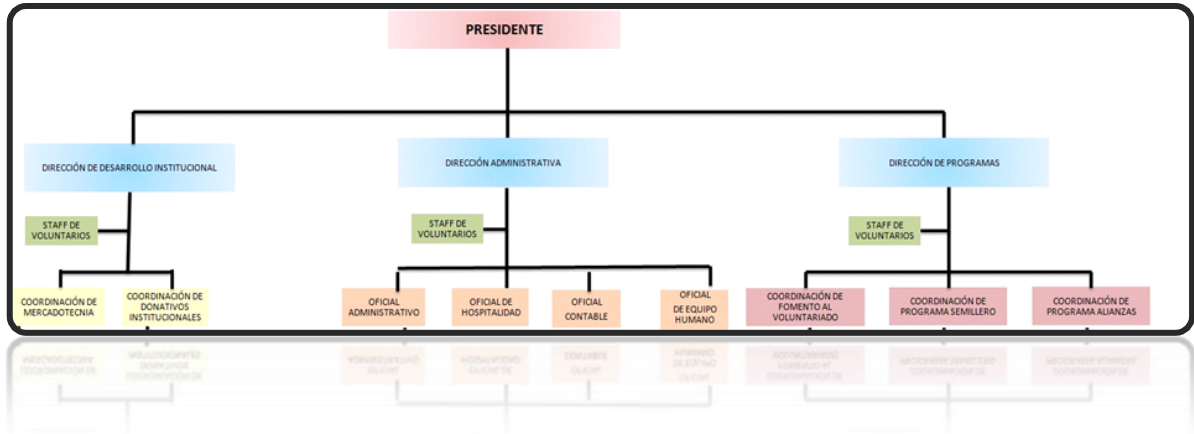 PRESIDENTE
DIRECCIÓN DE DESARROLLO INSTITUCIONAL
DIRECCIÓN ADMINISTRATIVA
DIRECCIÓN DE PROGRAMAS
STAFF DE
VOLUNTARIOS
STAFF DE
VOLUNTARIOS
STAFF DE
VOLUNTARIOS
COORDINACIÓN DE
MERCADOTECNIA
COORDINACIÓN DE
DONATIVOS
INSTITUCIONALES
OFICIAL
ADMINISTRATIVO
OFICIAL DE
HOSPITALIDAD
OFICIAL
CONTABLE
OFICIAL
DE EQUIPO
HUMANO
COORDINACIÓN DE
FOMENTO AL
VOLUNTARIADO
COORDINACIÓN DE
PROGRAMA SEMILLERO
COORDINACIÓN DE
PROGRAMA ALIANZAS